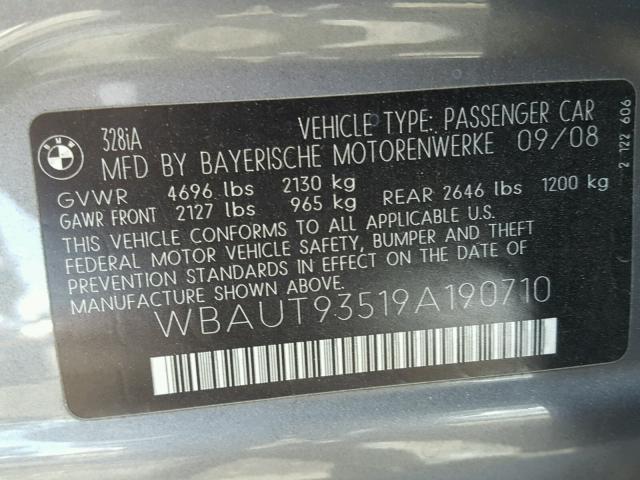 BMW
328iA VEHICLE TYPE: PASSENGER CAR
MFD BY BAYERISCHE MOTORENWERKE 09/08
GVWR 4696 lbs 2130 kg
GAWR FRONT 2127 lbs 965 kg REAR 2646 lbs 1200 kg
THIS VEHICLE CONFORMS TO ALL APPLICABLE U.S.
FEDERAL MOTOR VEHICLE SAFETY, BUMPER AND THEFT
PREVENTION STANDARDS IN EFFECT ON THE DATE OF
MANUFACTURE SHOWN ABOVE.
WBAUT93519A190710
2 122 606